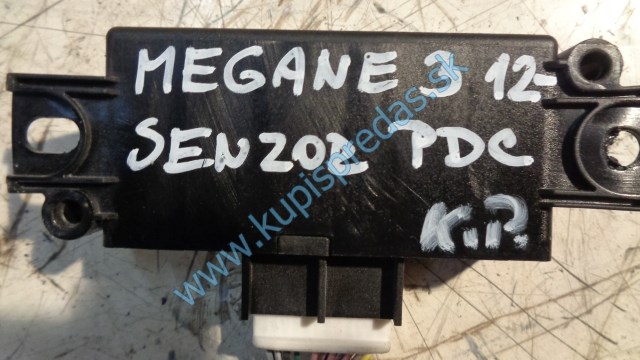 MEGANE 3 12-
SENZOR PDC
K.P.
www.kupispredas.sk